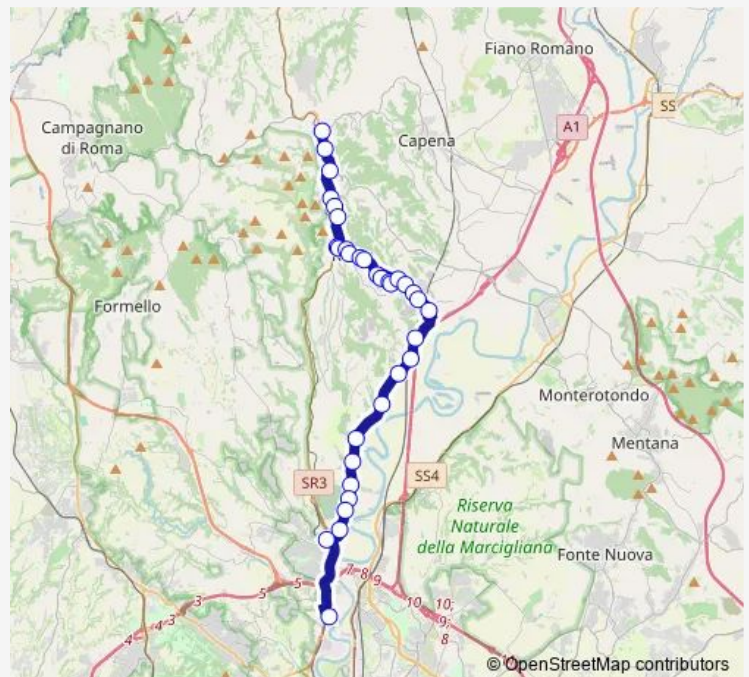 Fiano Romano
SS
A1
Campagnano
di Roma
Capena
Formello
Monterotondo
Mentana
SR3
SS4
Riserva
Naturale
della Marcigliana
Fonte Nuova
7
8
9
5
5
3
3
4
4
10
10;
9;
8
© OpenStreetMap contributors